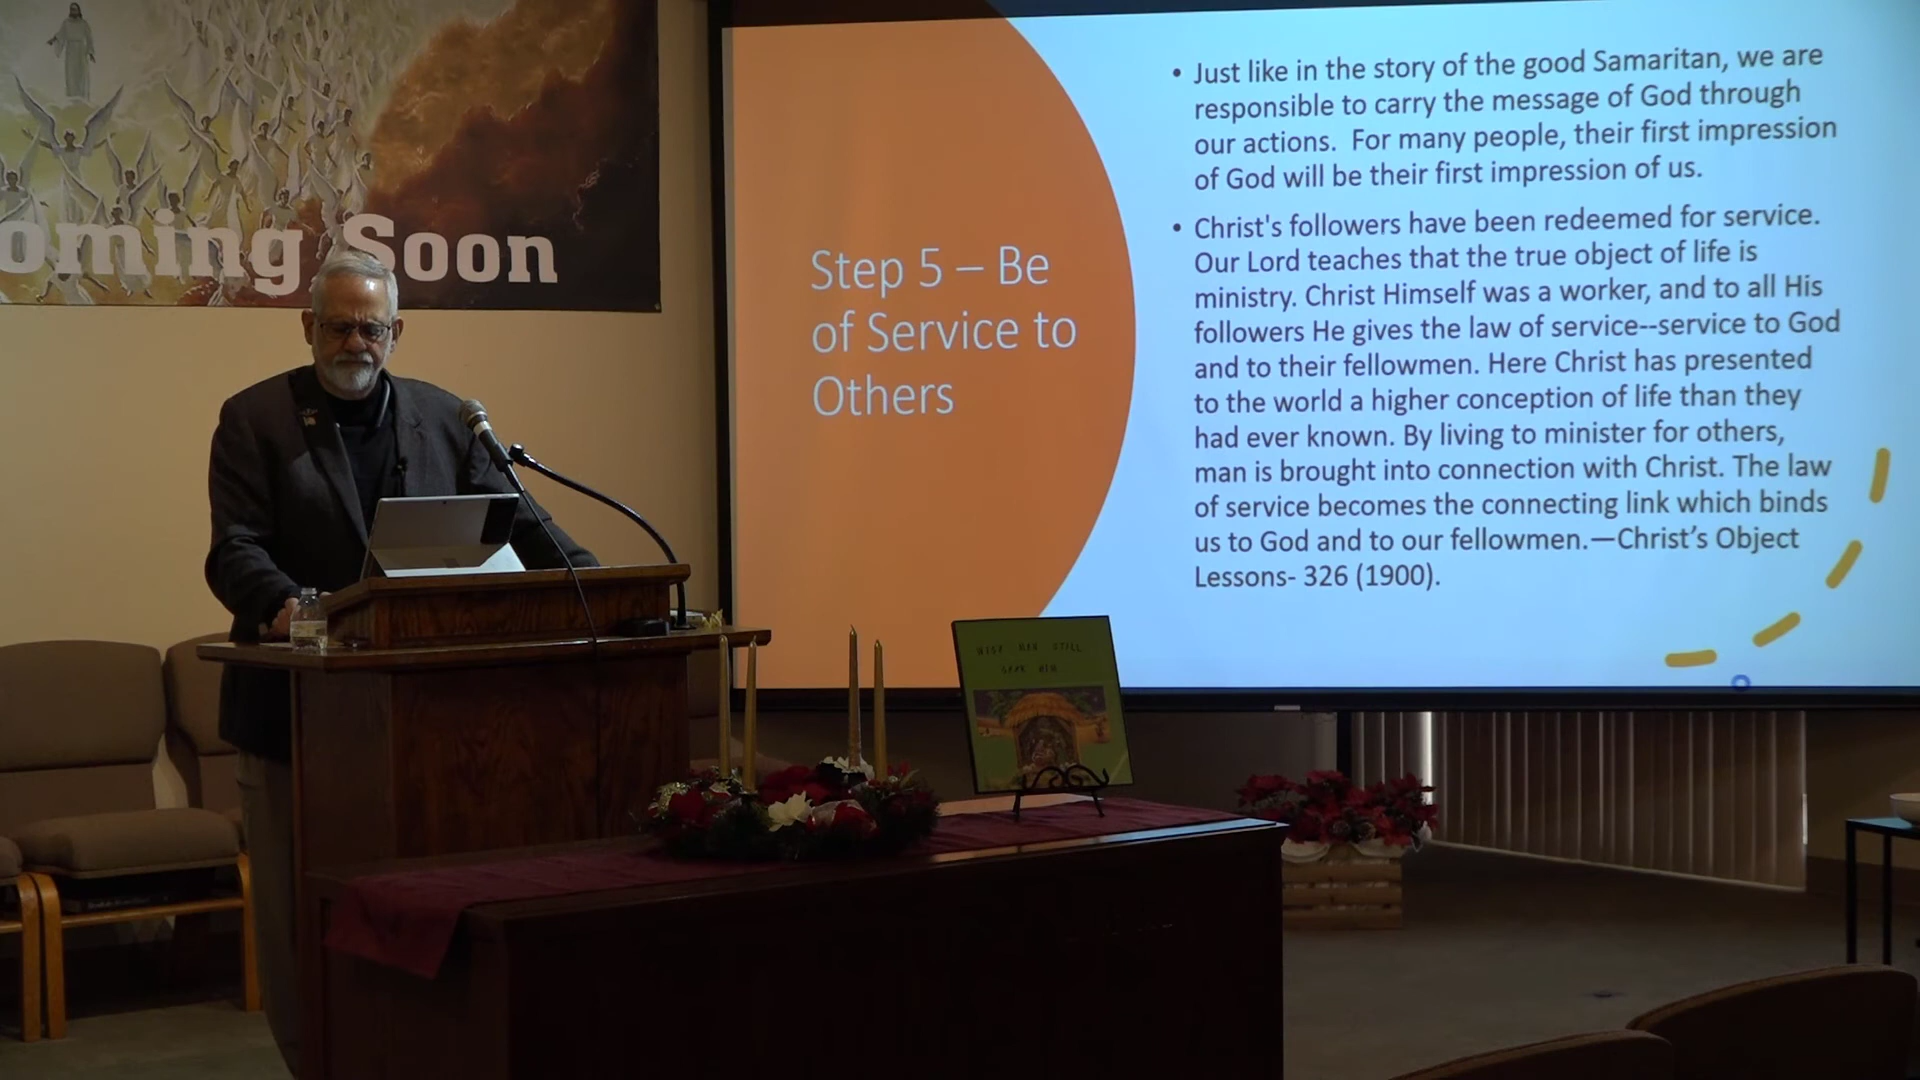 oming Soon
Step 5 – Be
of Service to
Others
• Just like in the story of the good Samaritan, we are
responsible to carry the message of God through
our actions.  For many people, their first impression
of God will be their first impression of us.
• Christ's followers have been redeemed for service.
Our Lord teaches that the true object of life is
ministry. Christ Himself was a worker, and to all His
followers He gives the law of service--service to God
and to their fellowmen. Here Christ has presented
to the world a higher conception of life than they
had ever known. By living to minister for others,
man is brought into connection with Christ. The law
of service becomes the connecting link which binds
us to God and to our fellowmen.—Christ’s Object
Lessons- 326 (1900).
WISE MEN STILL
SEEK HIM